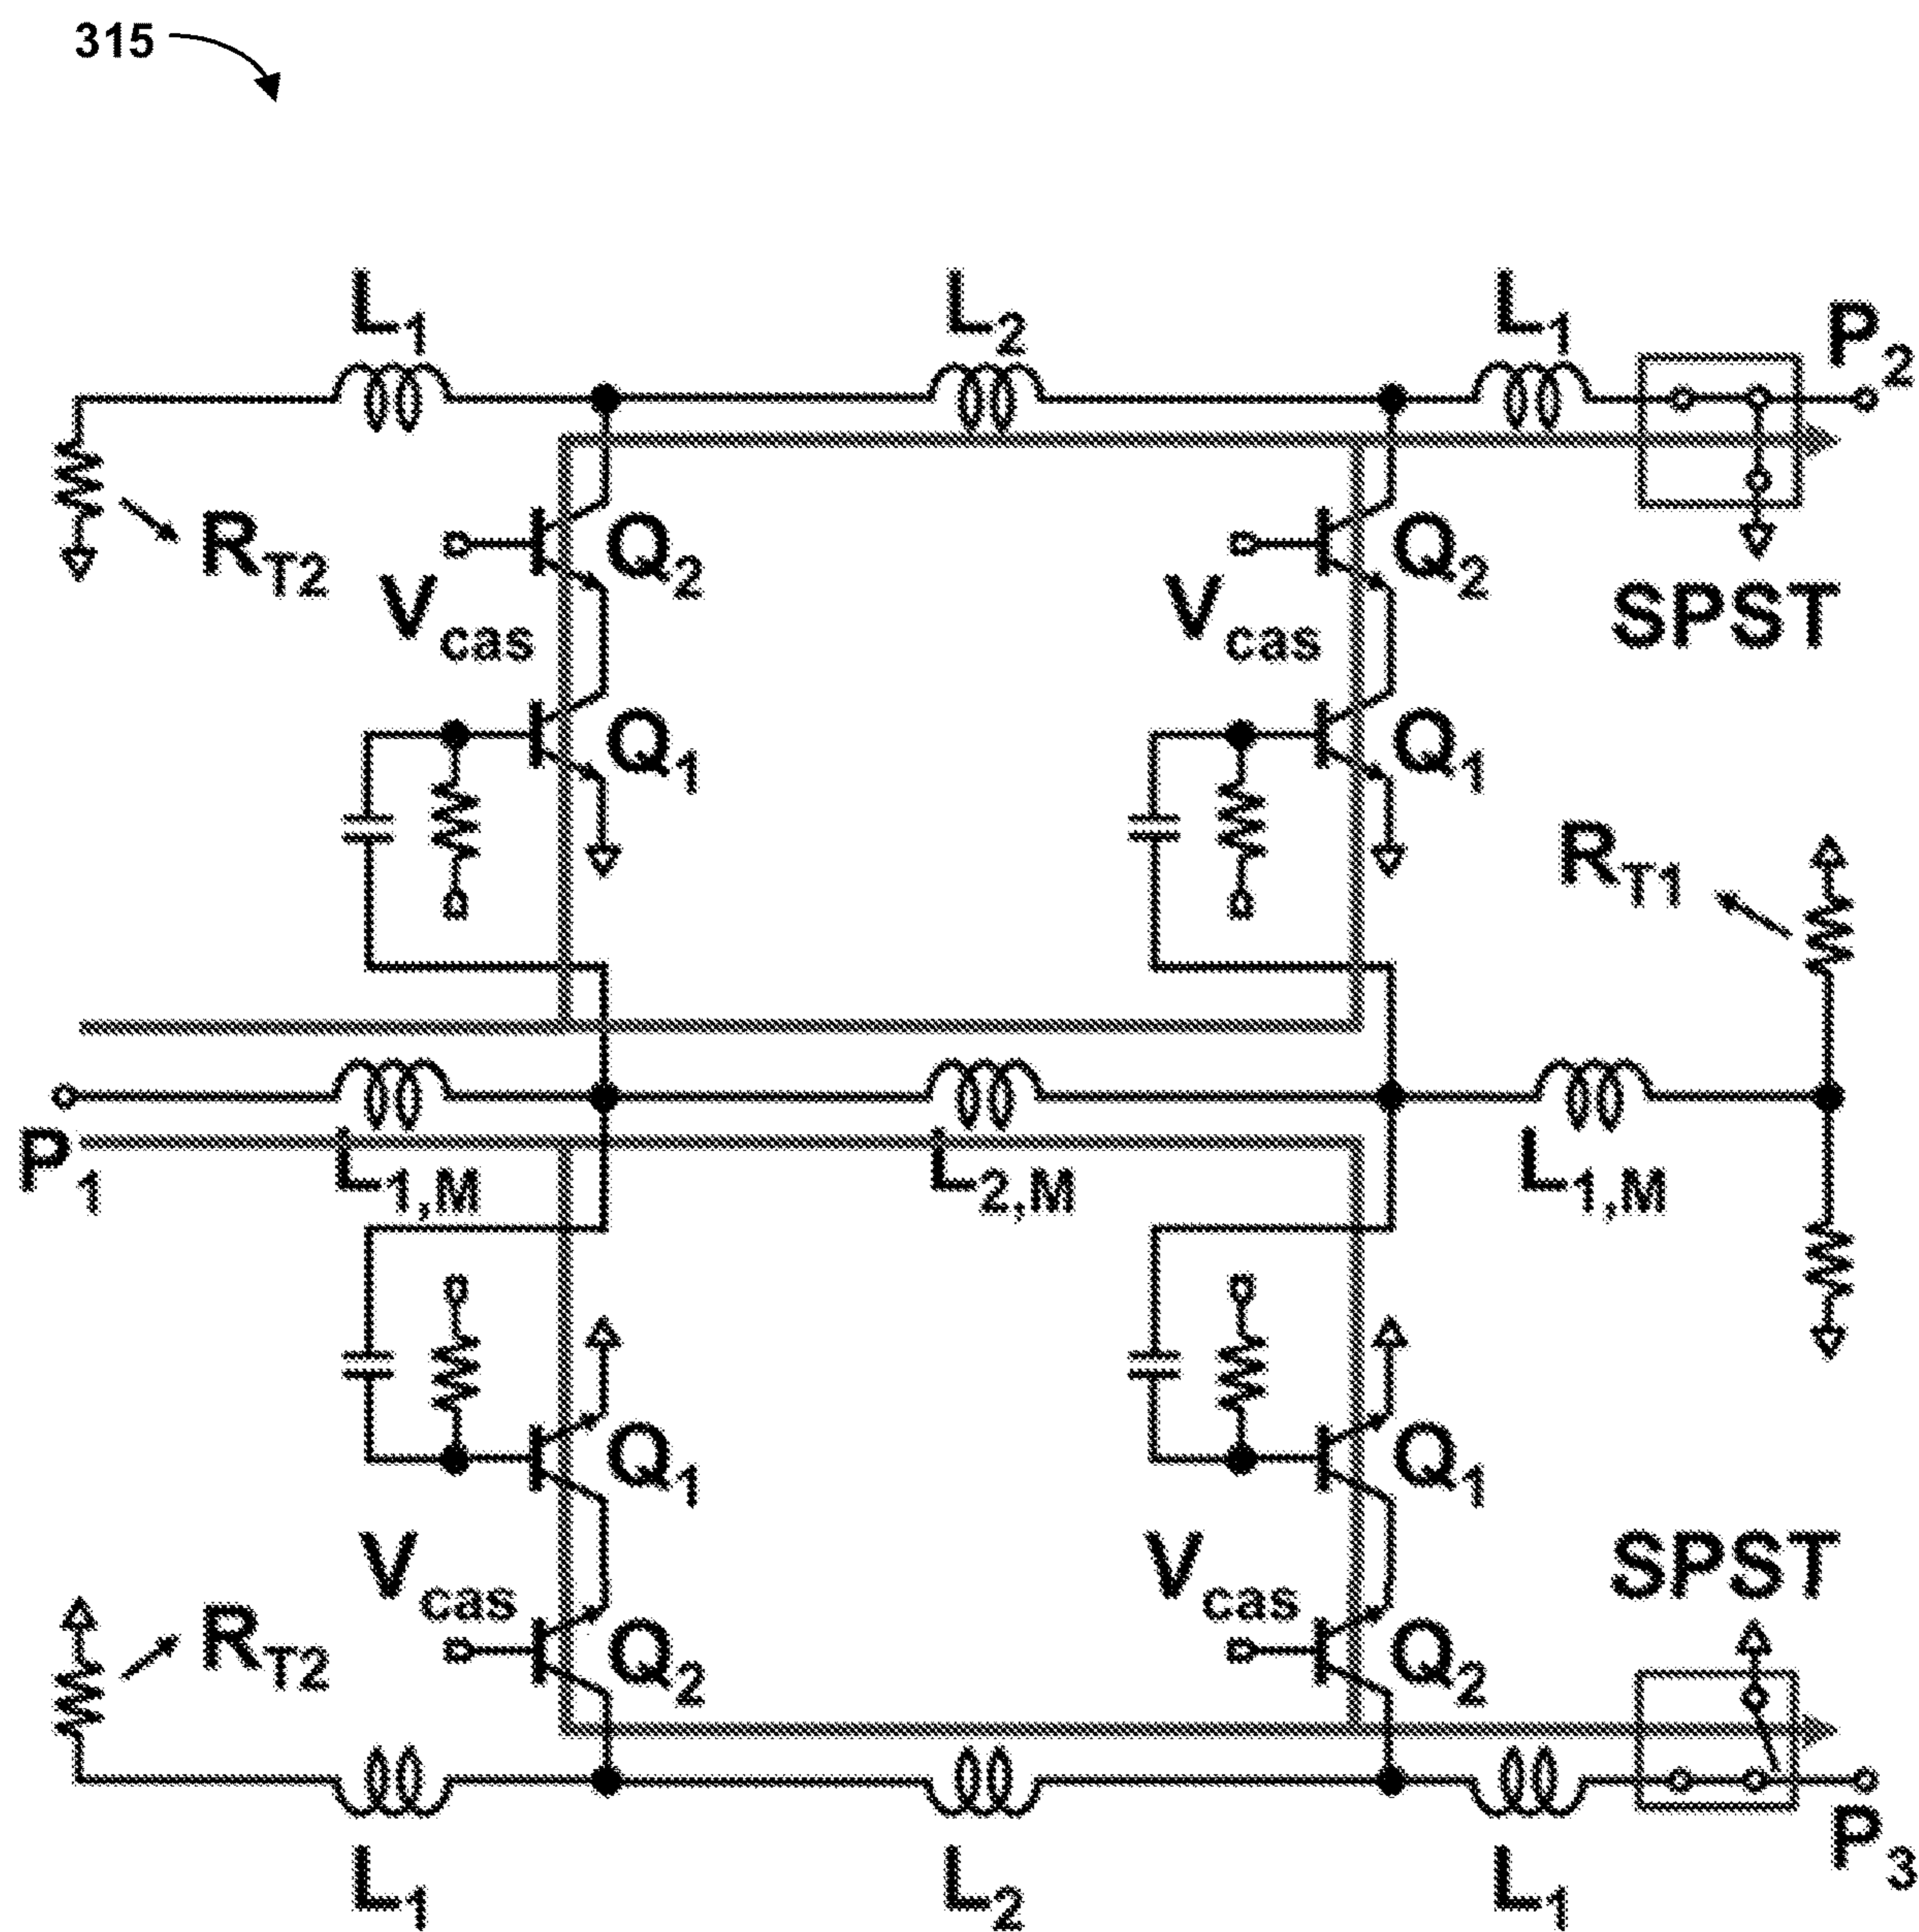 315
L1 L2 L1
P2
RT2 Q2 Q2
Vcas Vcas SPST
Q1 Q1
RT1
P1 L1,M L2,M L1,M
Q1 Q1
Vcas Vcas SPST
RT2 Q2 Q2
P3
L1 L2 L1